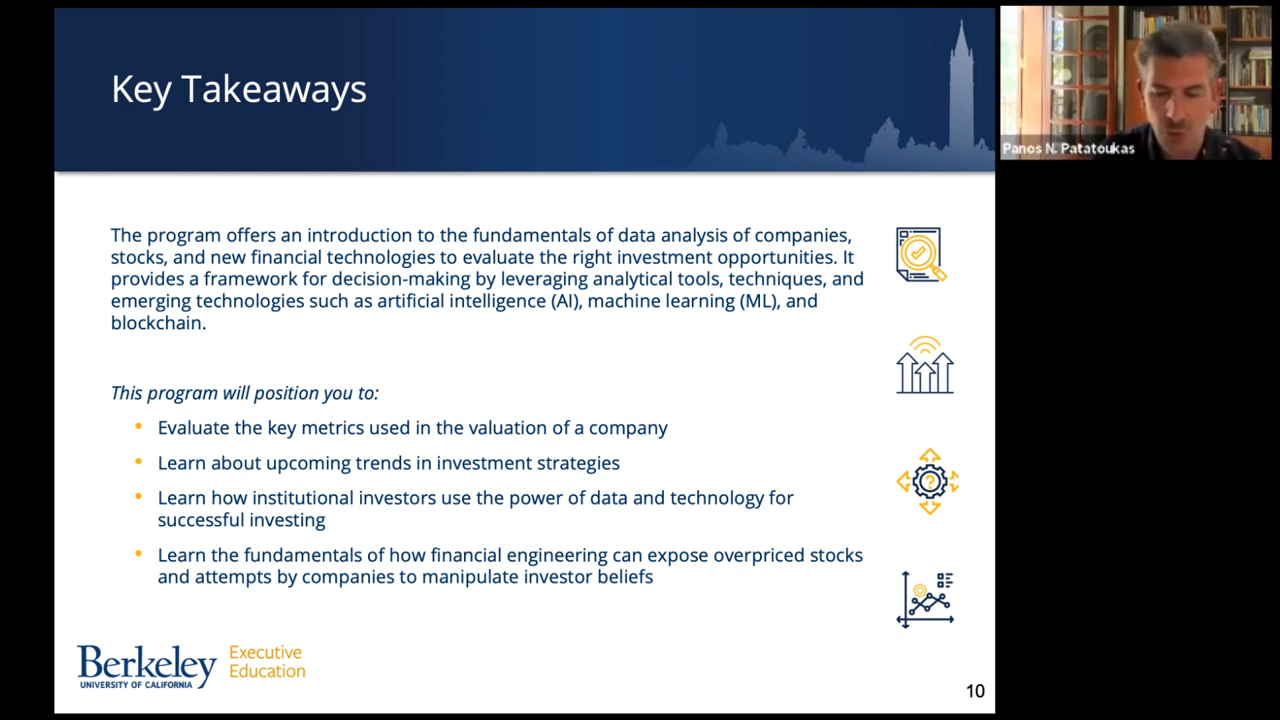 Key Takeaways
Panos N. Patatoukas
The program offers an introduction to the fundamentals of data analysis of companies,
stocks, and new financial technologies to evaluate the right investment opportunities. It
provides a framework for decision-making by leveraging analytical tools, techniques, and
emerging technologies such as artificial intelligence (AI), machine learning (ML), and
blockchain.
This program will position you to:
• Evaluate the key metrics used in the valuation of a company
• Learn about upcoming trends in investment strategies
• Learn how institutional investors use the power of data and technology for
successful investing
• Learn the fundamentals of how financial engineering can expose overpriced stocks
and attempts by companies to manipulate investor beliefs
?
Berkeley
UNIVERSITY OF CALIFORNIA
Executive
Education
10